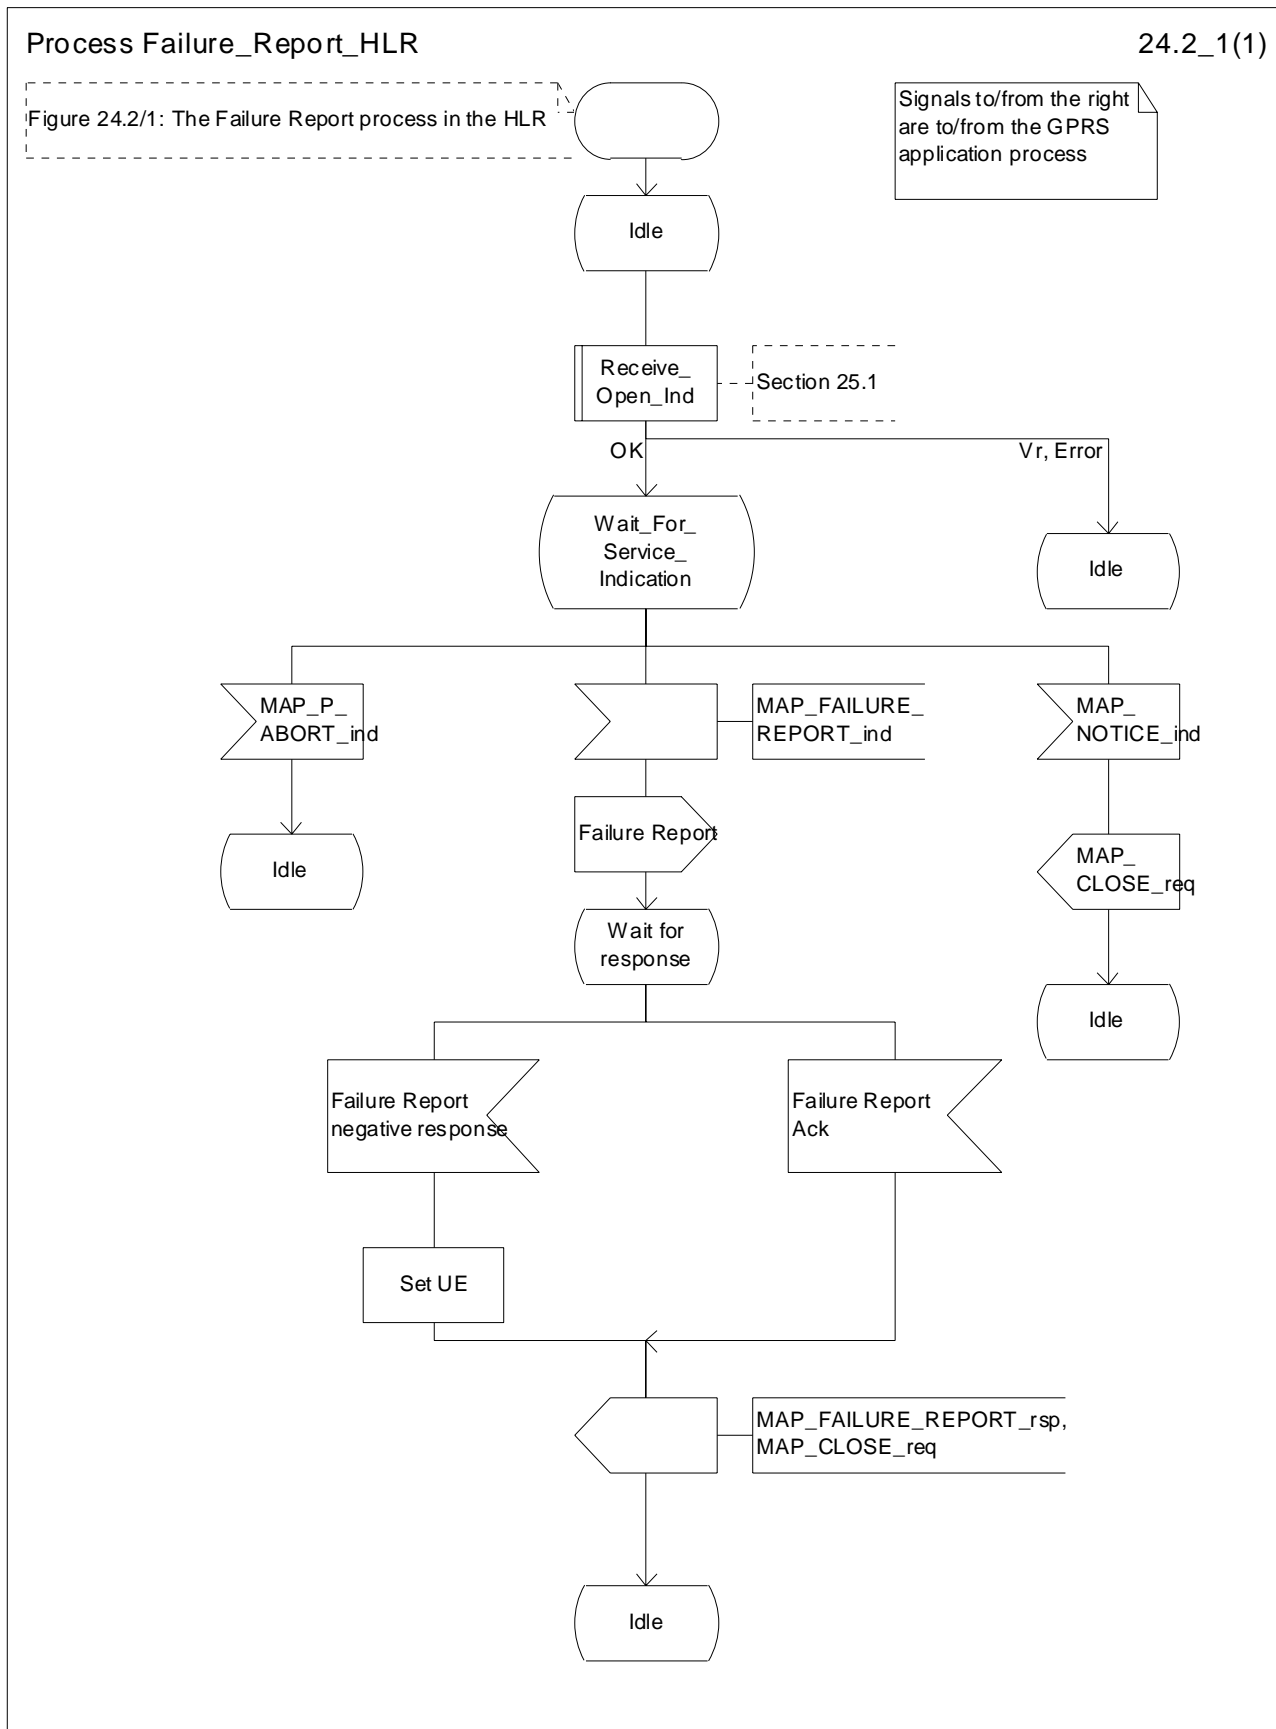 Process Failure_Report_HLR
24.2_1(1)
Figure 24.2/1: The Failure Report process in the HLR
Signals to/from the right
are to/from the GPRS
application process
Idle
Receive_
Open_Ind
Section 25.1
OK
Vr, Error
Wait_For_
Service_
Indication
Idle
MAP_P_
ABORT_ind
MAP_FAILURE_
REPORT_ind
MAP_
NOTICE_ind
Failure Report
Idle
MAP_
CLOSE_req
Wait for
response
Idle
Failure Report
negative response
Failure Report
Ack
Set UE
MAP_FAILURE_REPORT_rsp,
MAP_CLOSE_req
Idle